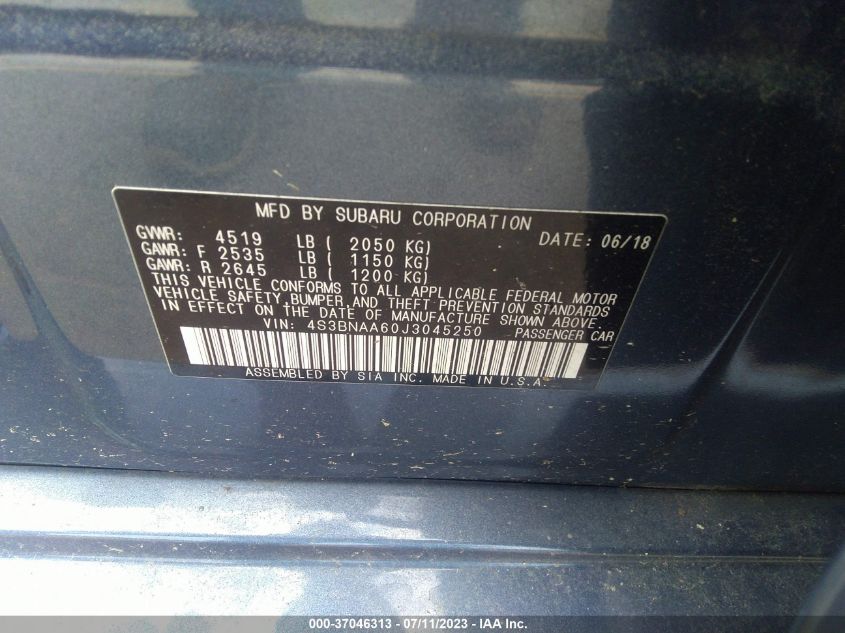 MFD BY SUBARU CORPORATION
GVWR: 4519 LB ( 2050 KG) DATE: 06/18
GAWR: F 2535 LB ( 1150 KG)
GAWR: R 2645 LB ( 1200 KG)
THIS VEHICLE CONFORMS TO ALL APPLICABLE FEDERAL MOTOR
VEHICLE SAFETY, BUMPER, AND THEFT PREVENTION STANDARDS
IN EFFECT ON THE DATE OF MANUFACTURE SHOWN ABOVE.
VIN: 4S3BNAA60J3045250 PASSENGER CAR
ASSEMBLED BY SIA INC. MADE IN U.S.A.
000-37046313 - 07/11/2023 - IAA Inc.